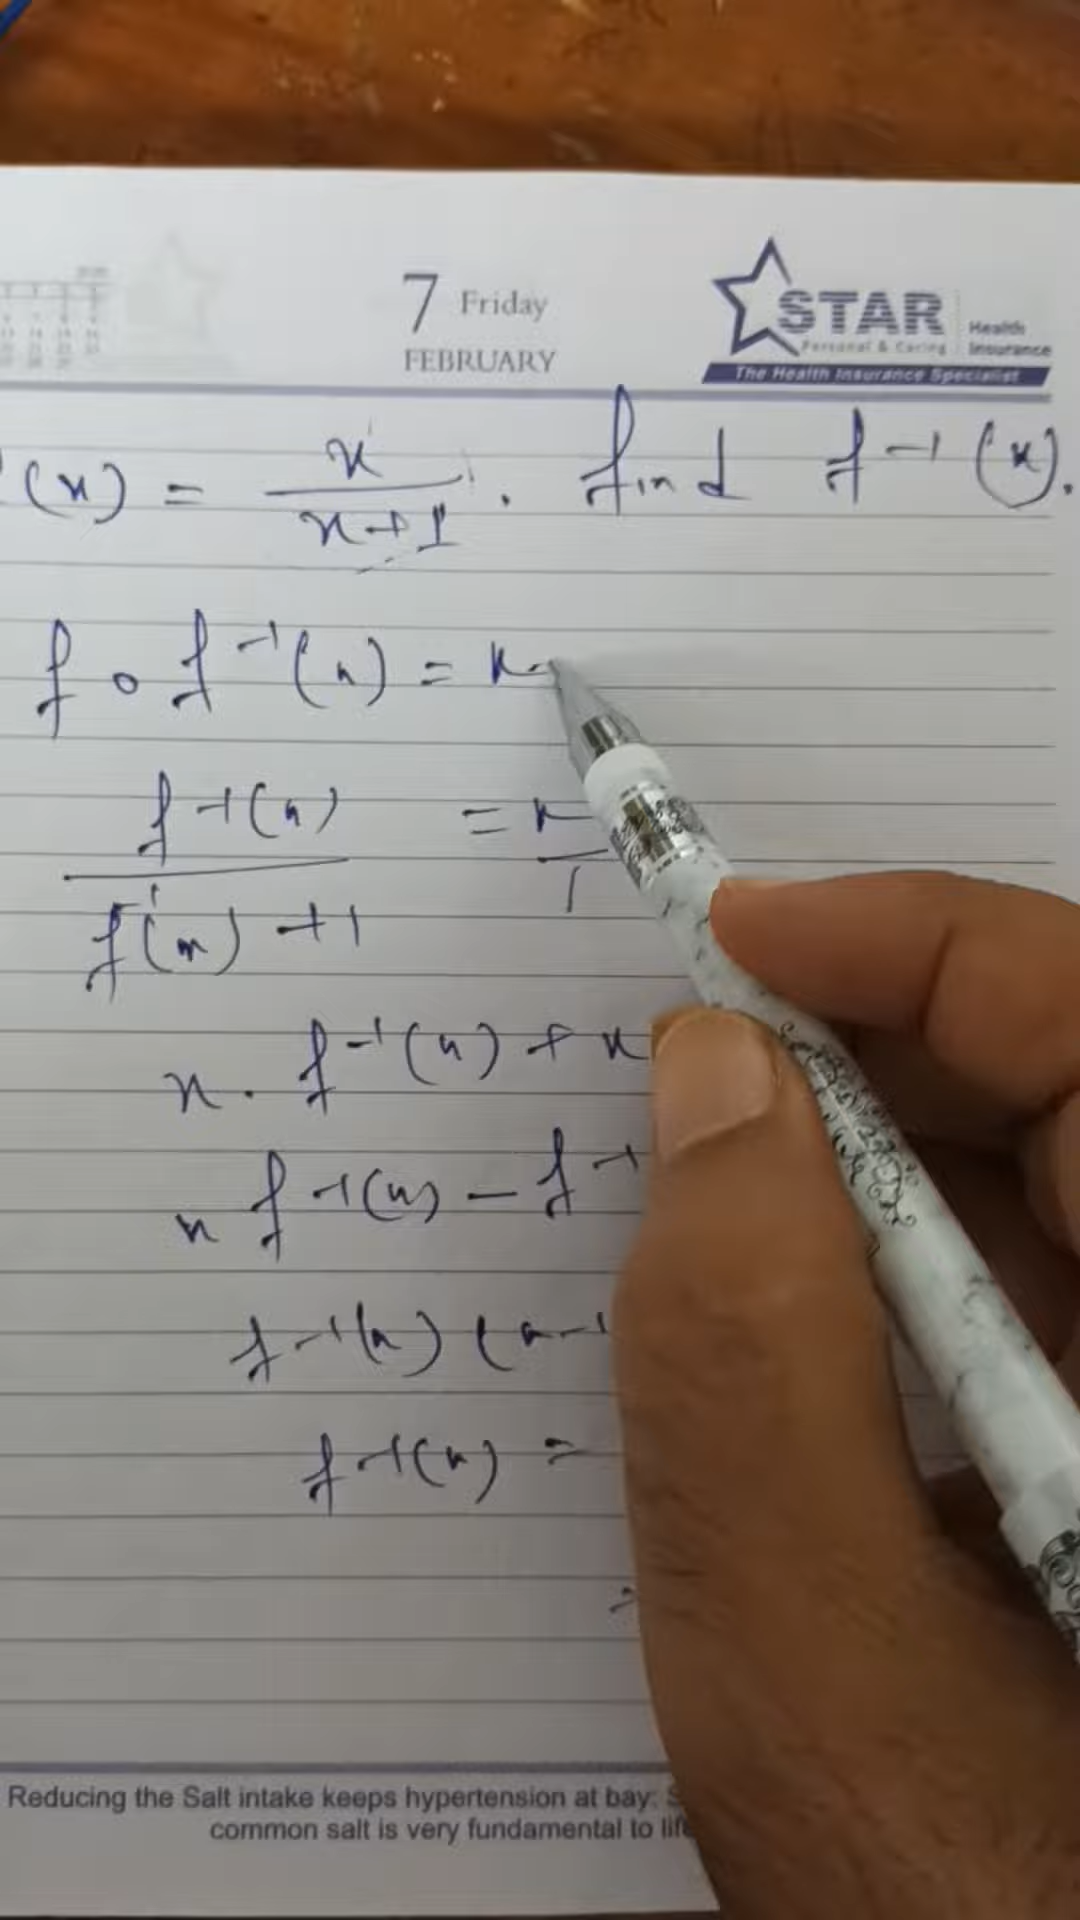 7 Friday
FEBRUARY
STAR
Health
Insurance
Personal & Caring
The Health Insurance Specialist
(x) = x / x+1 . find f⁻¹(x).
f o f⁻¹(x) = x
f⁻¹(x) / f⁻¹(x) + 1 = x / 1
x . f⁻¹(x) + x
x f⁻¹(x) - f⁻¹
f⁻¹(x) (x-1
f⁻¹(x) =
=
Reducing the Salt intake keeps hypertension at bay: S
common salt is very fundamental to life